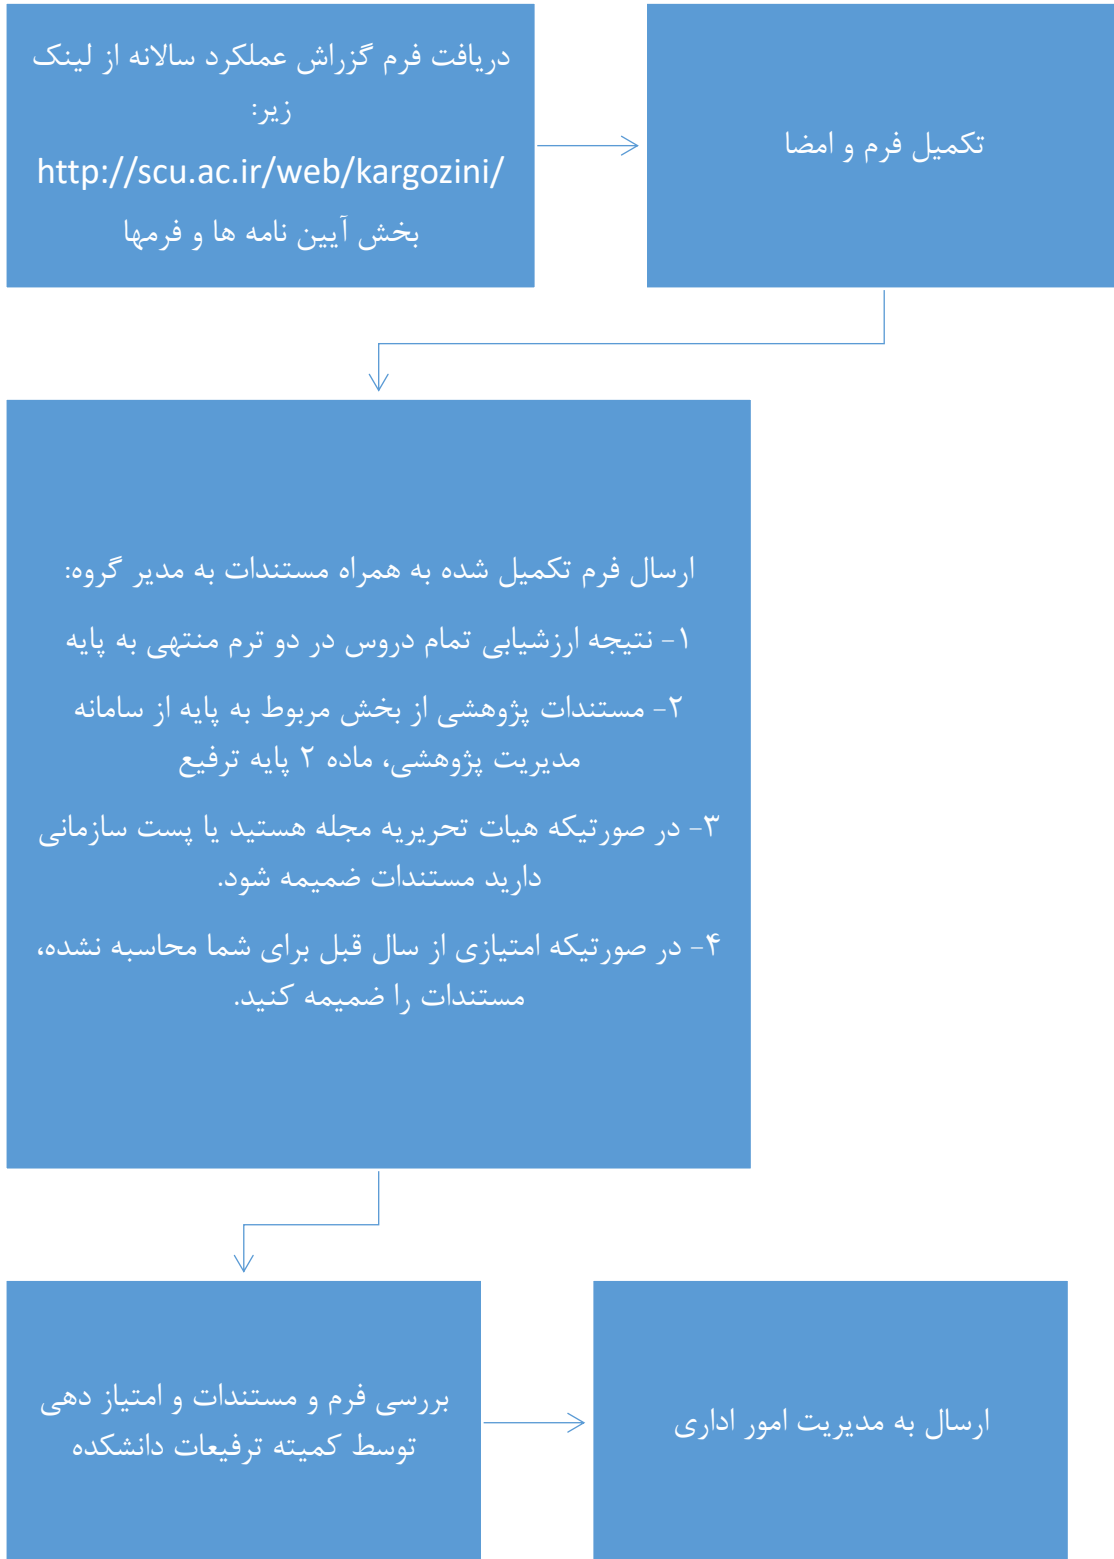 دریافت فرم گزراش عملکرد سالانه از لینک
زیر:
http://scu.ac.ir/web/kargozini/
بخش آیین نامه ها و فرمها
تکمیل فرم و امضا
ارسال فرم تکمیل شده به همراه مستندات به مدیر گروه:
۱- نتیجه ارزشیابی تمام دروس در دو ترم منتهی به پایه
۲- مستندات پژوهشی از بخش مربوط به پایه از سامانه
مدیریت پژوهشی، ماده ۲ پایه ترفیع
۳- در صورتیکه هیات تحریریه مجله هستید یا پست سازمانی
دارید مستندات ضمیمه شود.
۴- در صورتیکه امتیازی از سال قبل برای شما محاسبه نشده،
مستندات را ضمیمه کنید.
بررسی فرم و مستندات و امتیاز دهی
توسط کمیته ترفیعات دانشکده
ارسال به مدیریت امور اداری